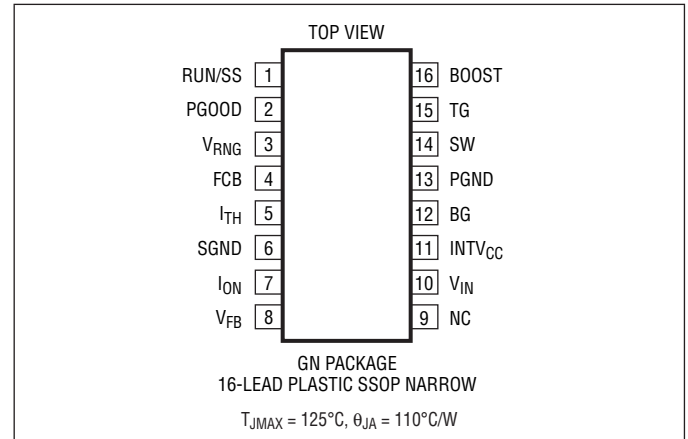 TOP VIEW
RUN/SS 1
PGOOD 2
VRNG 3
FCB 4
ITH 5
SGND 6
ION 7
VFB 8
16 BOOST
15 TG
14 SW
13 PGND
12 BG
11 INTVCC
10 VIN
9 NC
GN PACKAGE
16-LEAD PLASTIC SSOP NARROW
TJMAX = 125°C, θJA = 110°C/W